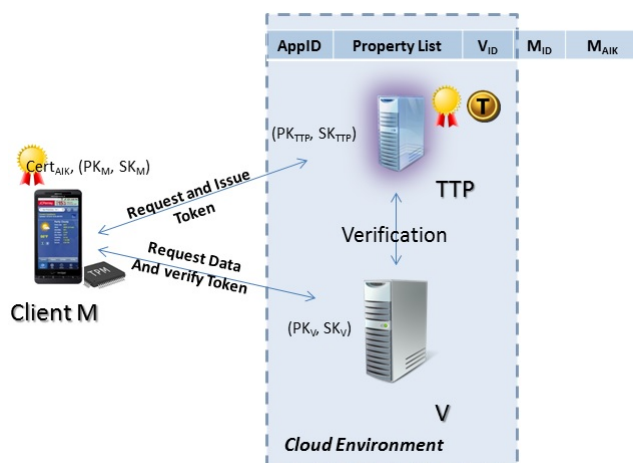 AppID Property List V_ID M_ID M_AIK
T
(PK_TTP, SK_TTP)
TTP
Cert_AIK, (PK_M, SK_M)
Request and Issue
Token
Verification
Request Data
And verify Token
TPM
Client M
(PK_V, SK_V)
V
Cloud Environment